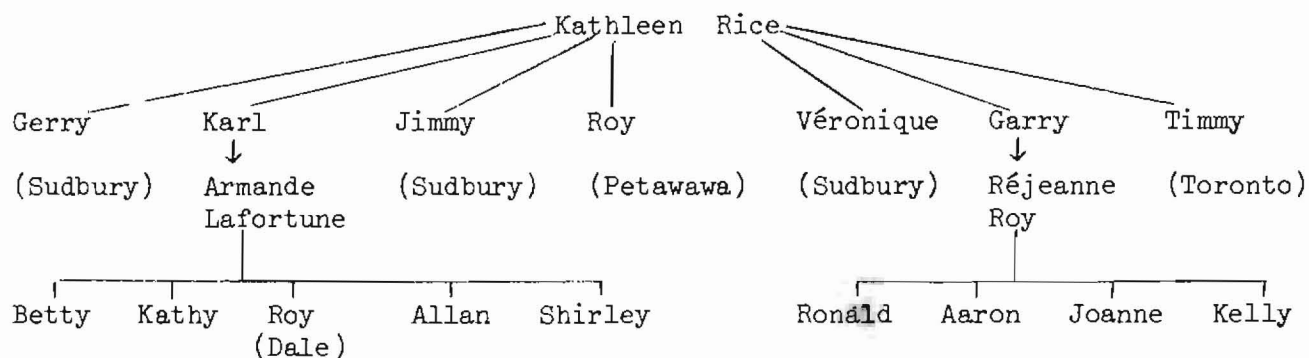 Kathleen Rice
Gerry Karl Jimmy Roy Véronique Garry Timmy
(Sudbury) Armande (Sudbury) (Petawawa) (Sudbury) Réjeanne (Toronto)
Lafortune Roy
Betty Kathy Roy Allan Shirley Ronald Aaron Joanne Kelly
(Dale)